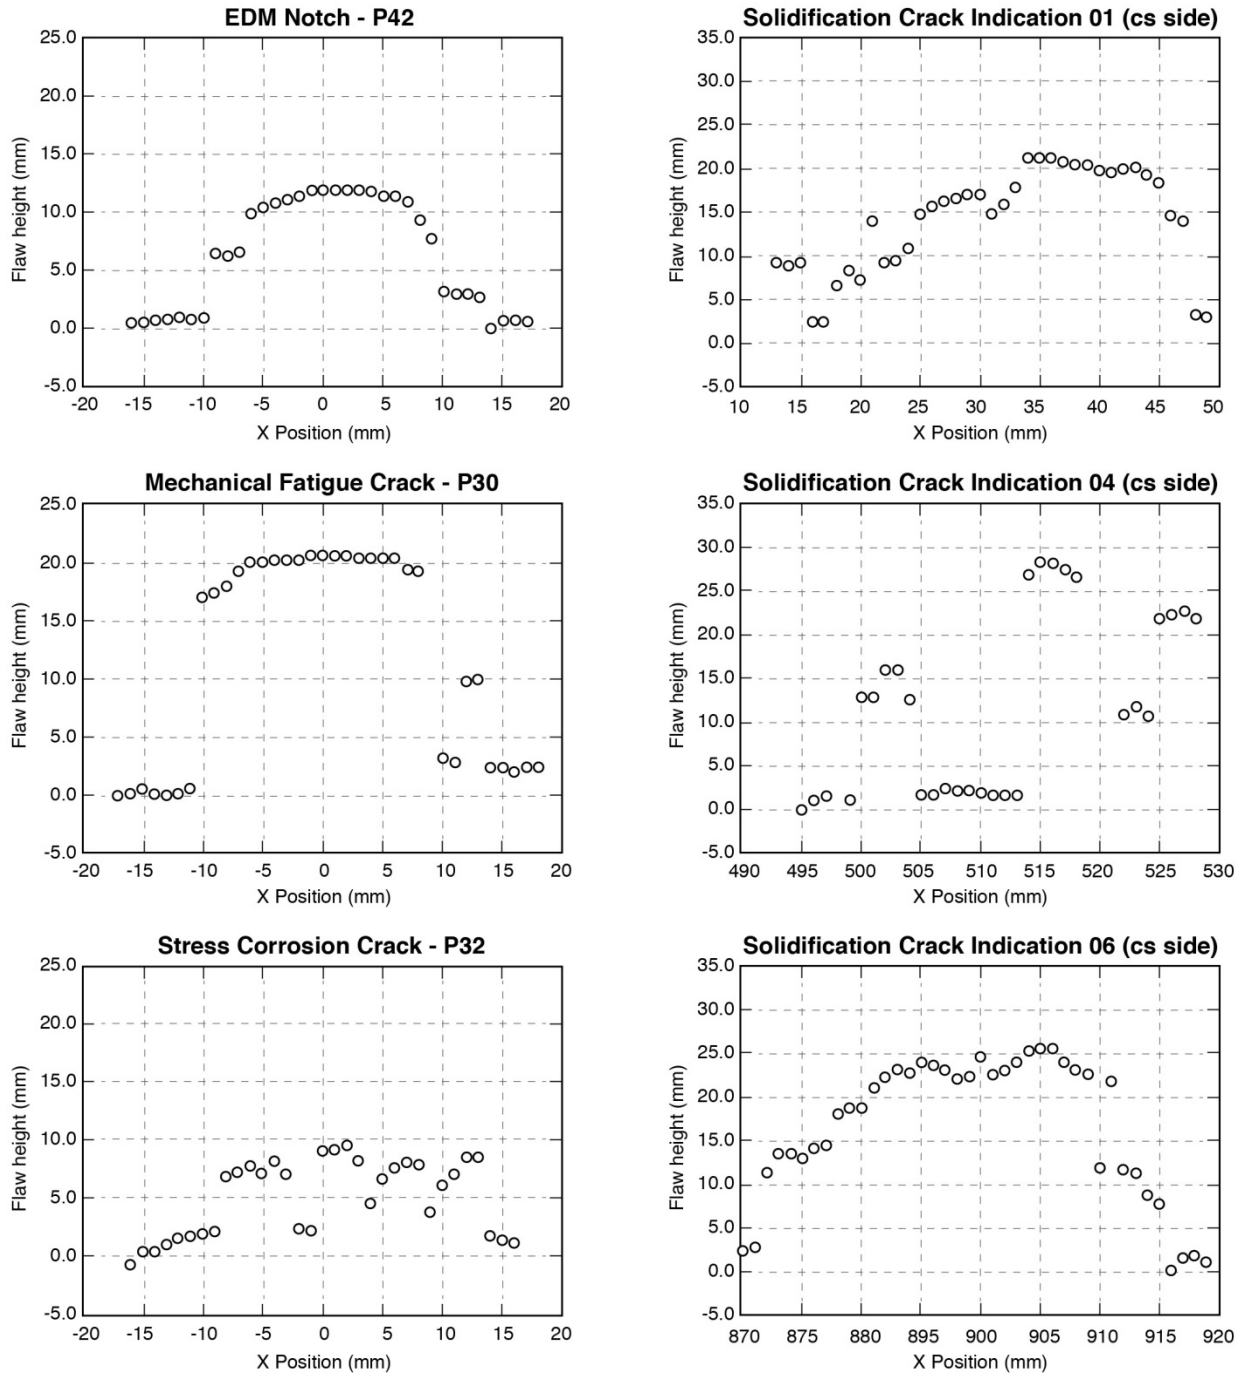 EDM Notch - P42
25.0
20.0
15.0
10.0
5.0
0.0
-5.0
-20 -15 -10 -5 0 5 10 15 20
Flaw height (mm)
X Position (mm)
Solidification Crack Indication 01 (cs side)
35.0
30.0
25.0
20.0
15.0
10.0
5.0
0.0
-5.0
10 15 20 25 30 35 40 45 50
Flaw height (mm)
X Position (mm)
Mechanical Fatigue Crack - P30
25.0
20.0
15.0
10.0
5.0
0.0
-5.0
-20 -15 -10 -5 0 5 10 15 20
Flaw height (mm)
X Position (mm)
Solidification Crack Indication 04 (cs side)
35.0
30.0
25.0
20.0
15.0
10.0
5.0
0.0
-5.0
490 495 500 505 510 515 520 525 530
Flaw height (mm)
X Position (mm)
Stress Corrosion Crack - P32
25.0
20.0
15.0
10.0
5.0
0.0
-5.0
-20 -15 -10 -5 0 5 10 15 20
Flaw height (mm)
X Position (mm)
Solidification Crack Indication 06 (cs side)
35.0
30.0
25.0
20.0
15.0
10.0
5.0
0.0
-5.0
870 875 880 895 900 905 910 915 920
Flaw height (mm)
X Position (mm)